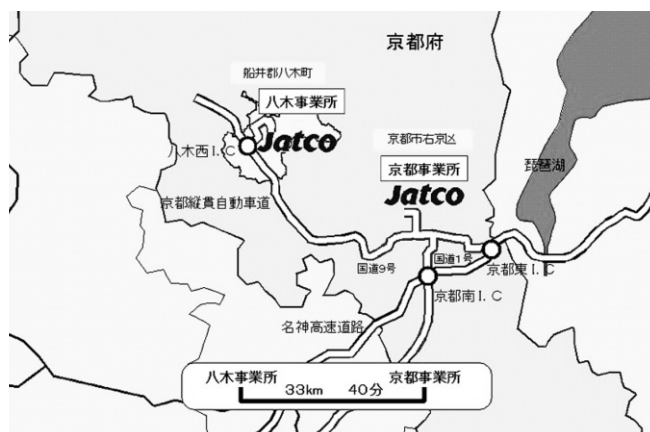 京都府
船井郡八木町
八木事業所
Jatco
八木西I.C
京都市右京区
京都事業所
Jatco
琵琶湖
京都縦貫自動車道
国道9号
国道1号
京都東I.C
京都南I.C
名神高速道路
八木事業所 京都事業所
33km 40分